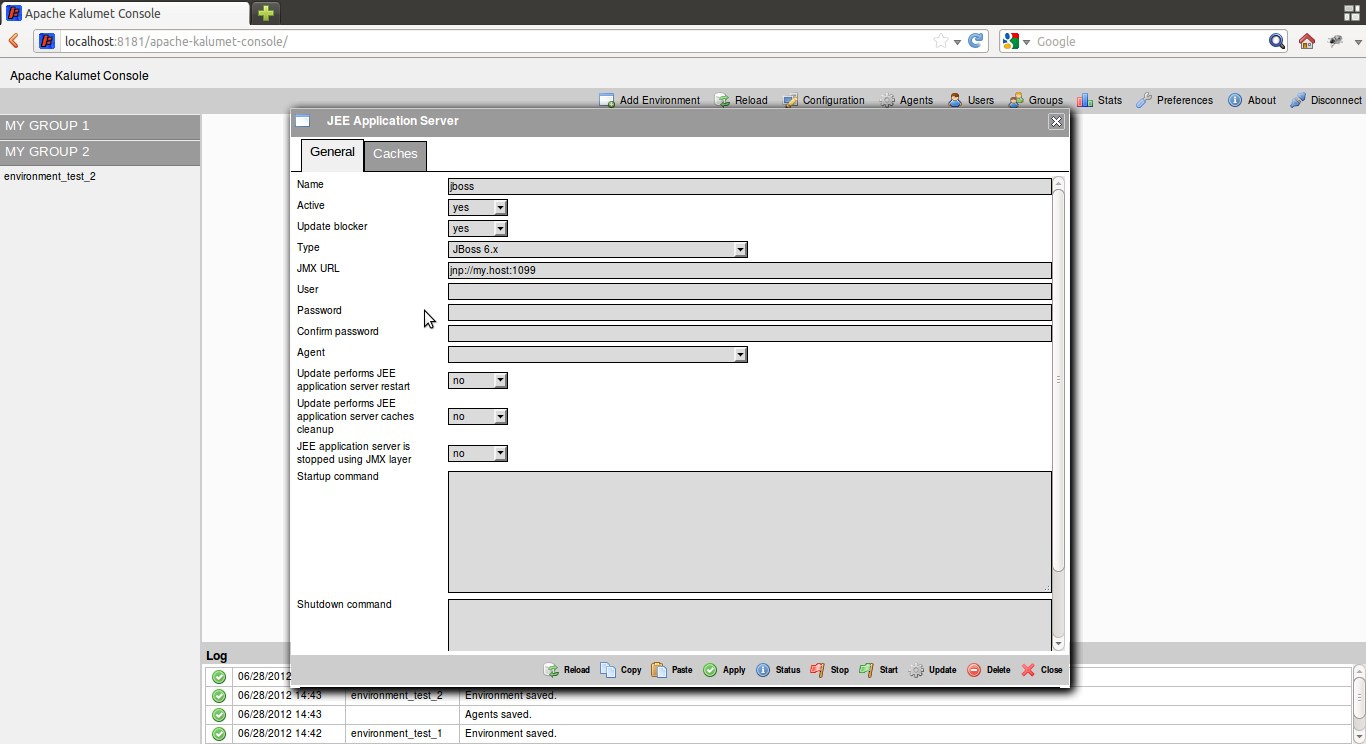 Apache Kalumet Console
localhost:8181/apache-kalumet-console/
Google
Apache Kalumet Console
Add Environment Reload Configuration Agents Users Groups Stats Preferences About Disconnect
MY GROUP 1
MY GROUP 2
environment_test_2
JEE Application Server
General Caches
Name jboss
Active yes
Update blocker yes
Type JBoss 6.x
JMX URL jnp://my.host:1099
User
Password
Confirm password
Agent
Update performs JEE
application server restart no
Update performs JEE
application server caches
cleanup no
JEE application server is
stopped using JMX layer no
Startup command
Shutdown command
Reload Copy Paste Apply Status Stop Start Update Delete Close
Log
06/28/2012
06/28/2012 14:43 environment_test_2 Environment saved.
06/28/2012 14:43 Agents saved.
06/28/2012 14:42 environment_test_1 Environment saved.